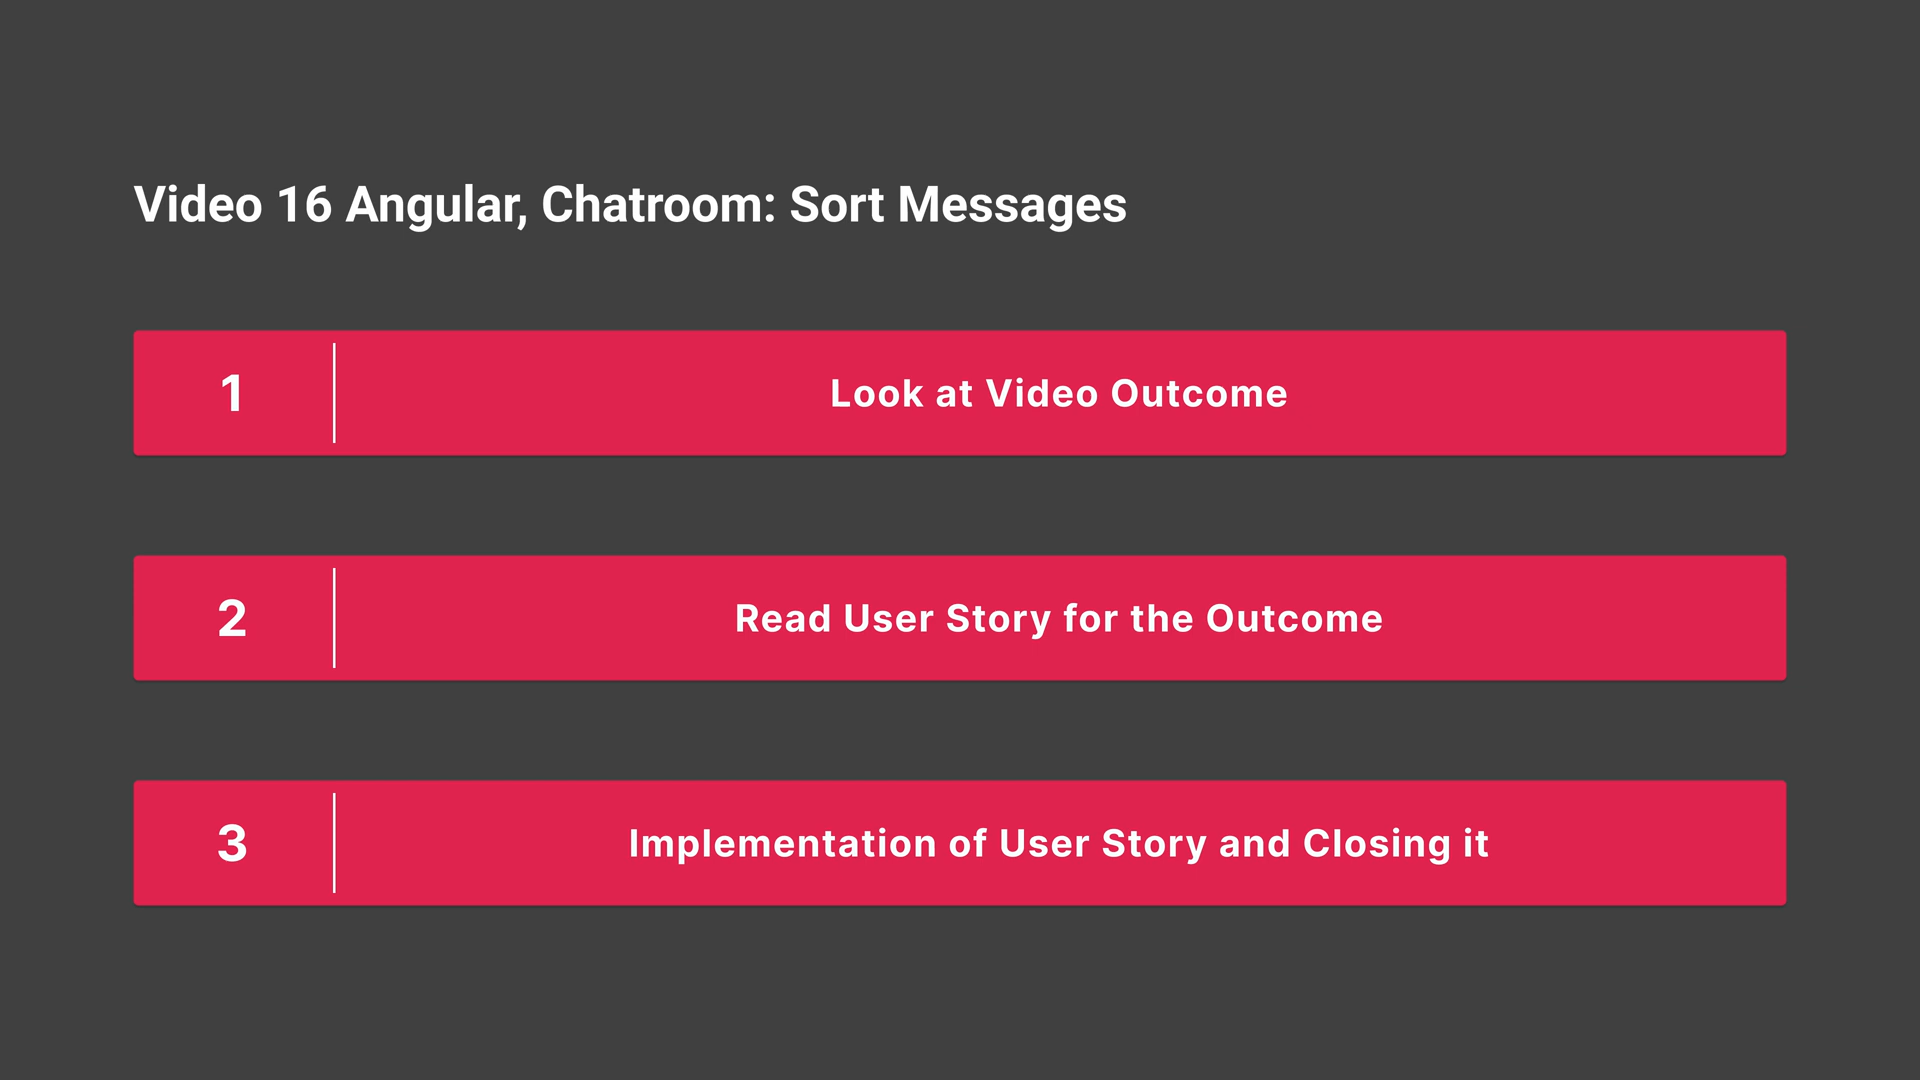 Video 16 Angular, Chatroom: Sort Messages
1
Look at Video Outcome
2
Read User Story for the Outcome
3
Implementation of User Story and Closing it